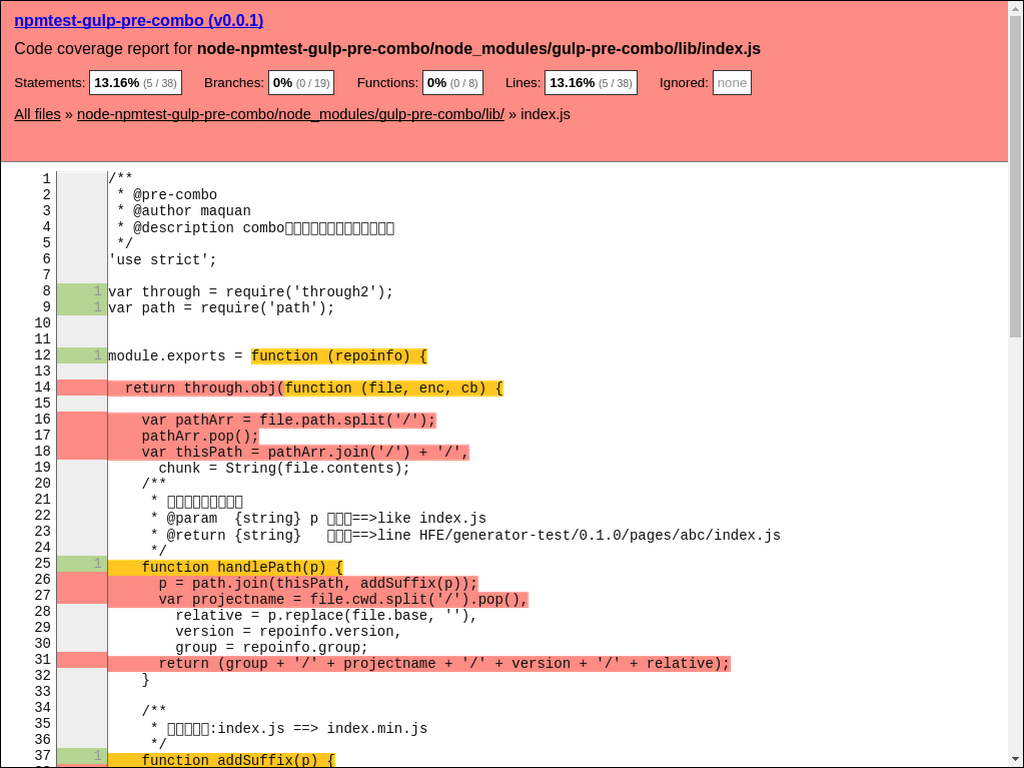 npmtest-gulp-pre-combo (v0.0.1)
Code coverage report for node-npmtest-gulp-pre-combo/node_modules/gulp-pre-combo/lib/index.js
Statements: 13.16% (5 / 38) Branches: 0% (0 / 19) Functions: 0% (0 / 8) Lines: 13.16% (5 / 38) Ignored: none
All files » node-npmtest-gulp-pre-combo/node_modules/gulp-pre-combo/lib/ » index.js
1 /**
2 * @pre-combo
3 * @author maquan
4 * @description combo
5 */
6 'use strict';
7
8 1 var through = require('through2');
9 1 var path = require('path');
10
11
12 1 module.exports = function (repoinfo) {
13
14 return through.obj(function (file, enc, cb) {
15
16 var pathArr = file.path.split('/');
17 pathArr.pop();
18 var thisPath = pathArr.join('/') + '/',
19 chunk = String(file.contents);
20 /**
21 *
22 * @param {string} p ==>like index.js
23 * @return {string} ==>line HFE/generator-test/0.1.0/pages/abc/index.js
24 */
25 1 function handlePath(p) {
26 p = path.join(thisPath, addSuffix(p));
27 var projectname = file.cwd.split('/').pop(),
28 relative = p.replace(file.base, ''),
29 version = repoinfo.version,
30 group = repoinfo.group;
31 return (group + '/' + projectname + '/' + version + '/' + relative);
32 }
33
34 /**
35 * :index.js ==> index.min.js
36 */
37 1 function addSuffix(p) {